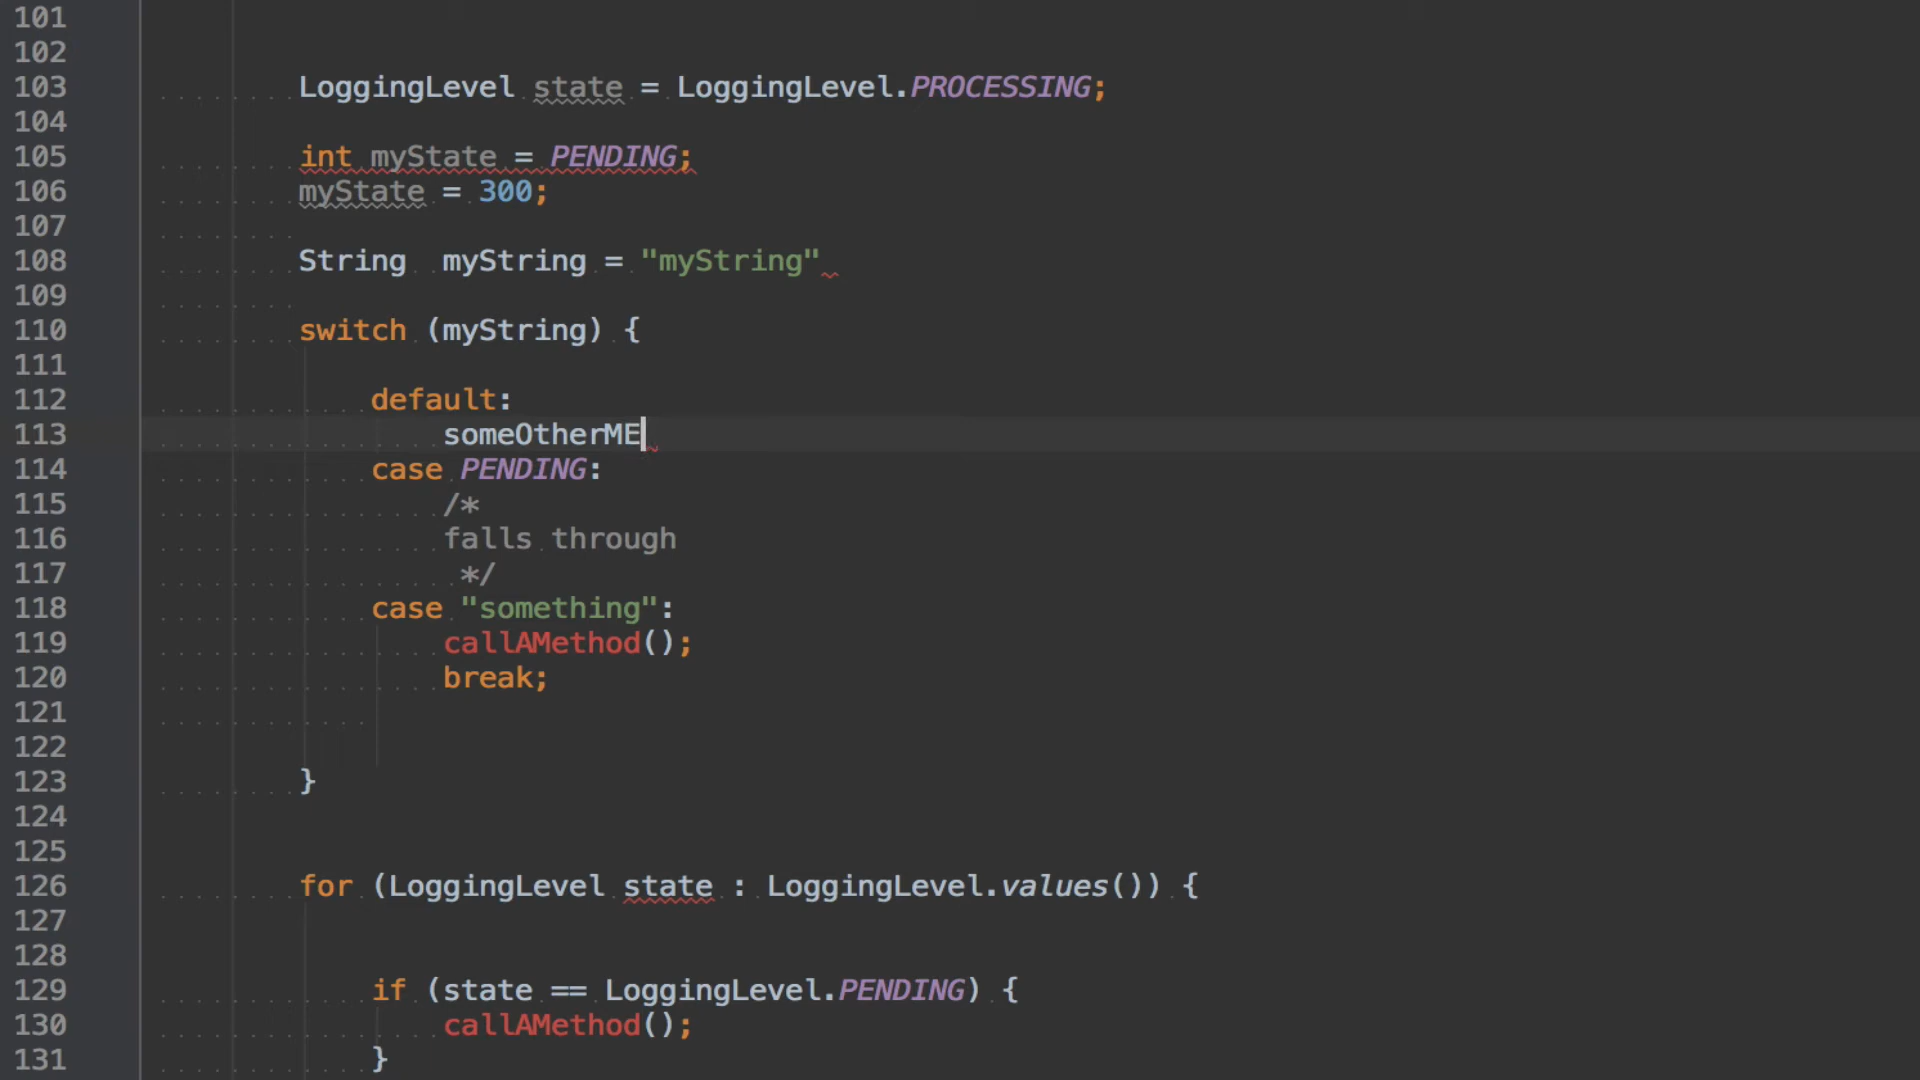 101
102
103 LoggingLevel state = LoggingLevel.PROCESSING;
104
105 int myState = PENDING;
106 myState = 300;
107
108 String  myString = "myString"
109
110 switch (myString) {
111
112 default:
113 someOtherME
114 case PENDING:
115 /*
116 falls through
117 */
118 case "something":
119 callAMethod();
120 break;
121
122
123 }
124
125
126 for (LoggingLevel state : LoggingLevel.values()) {
127
128
129 if (state == LoggingLevel.PENDING) {
130 callAMethod();
131 }